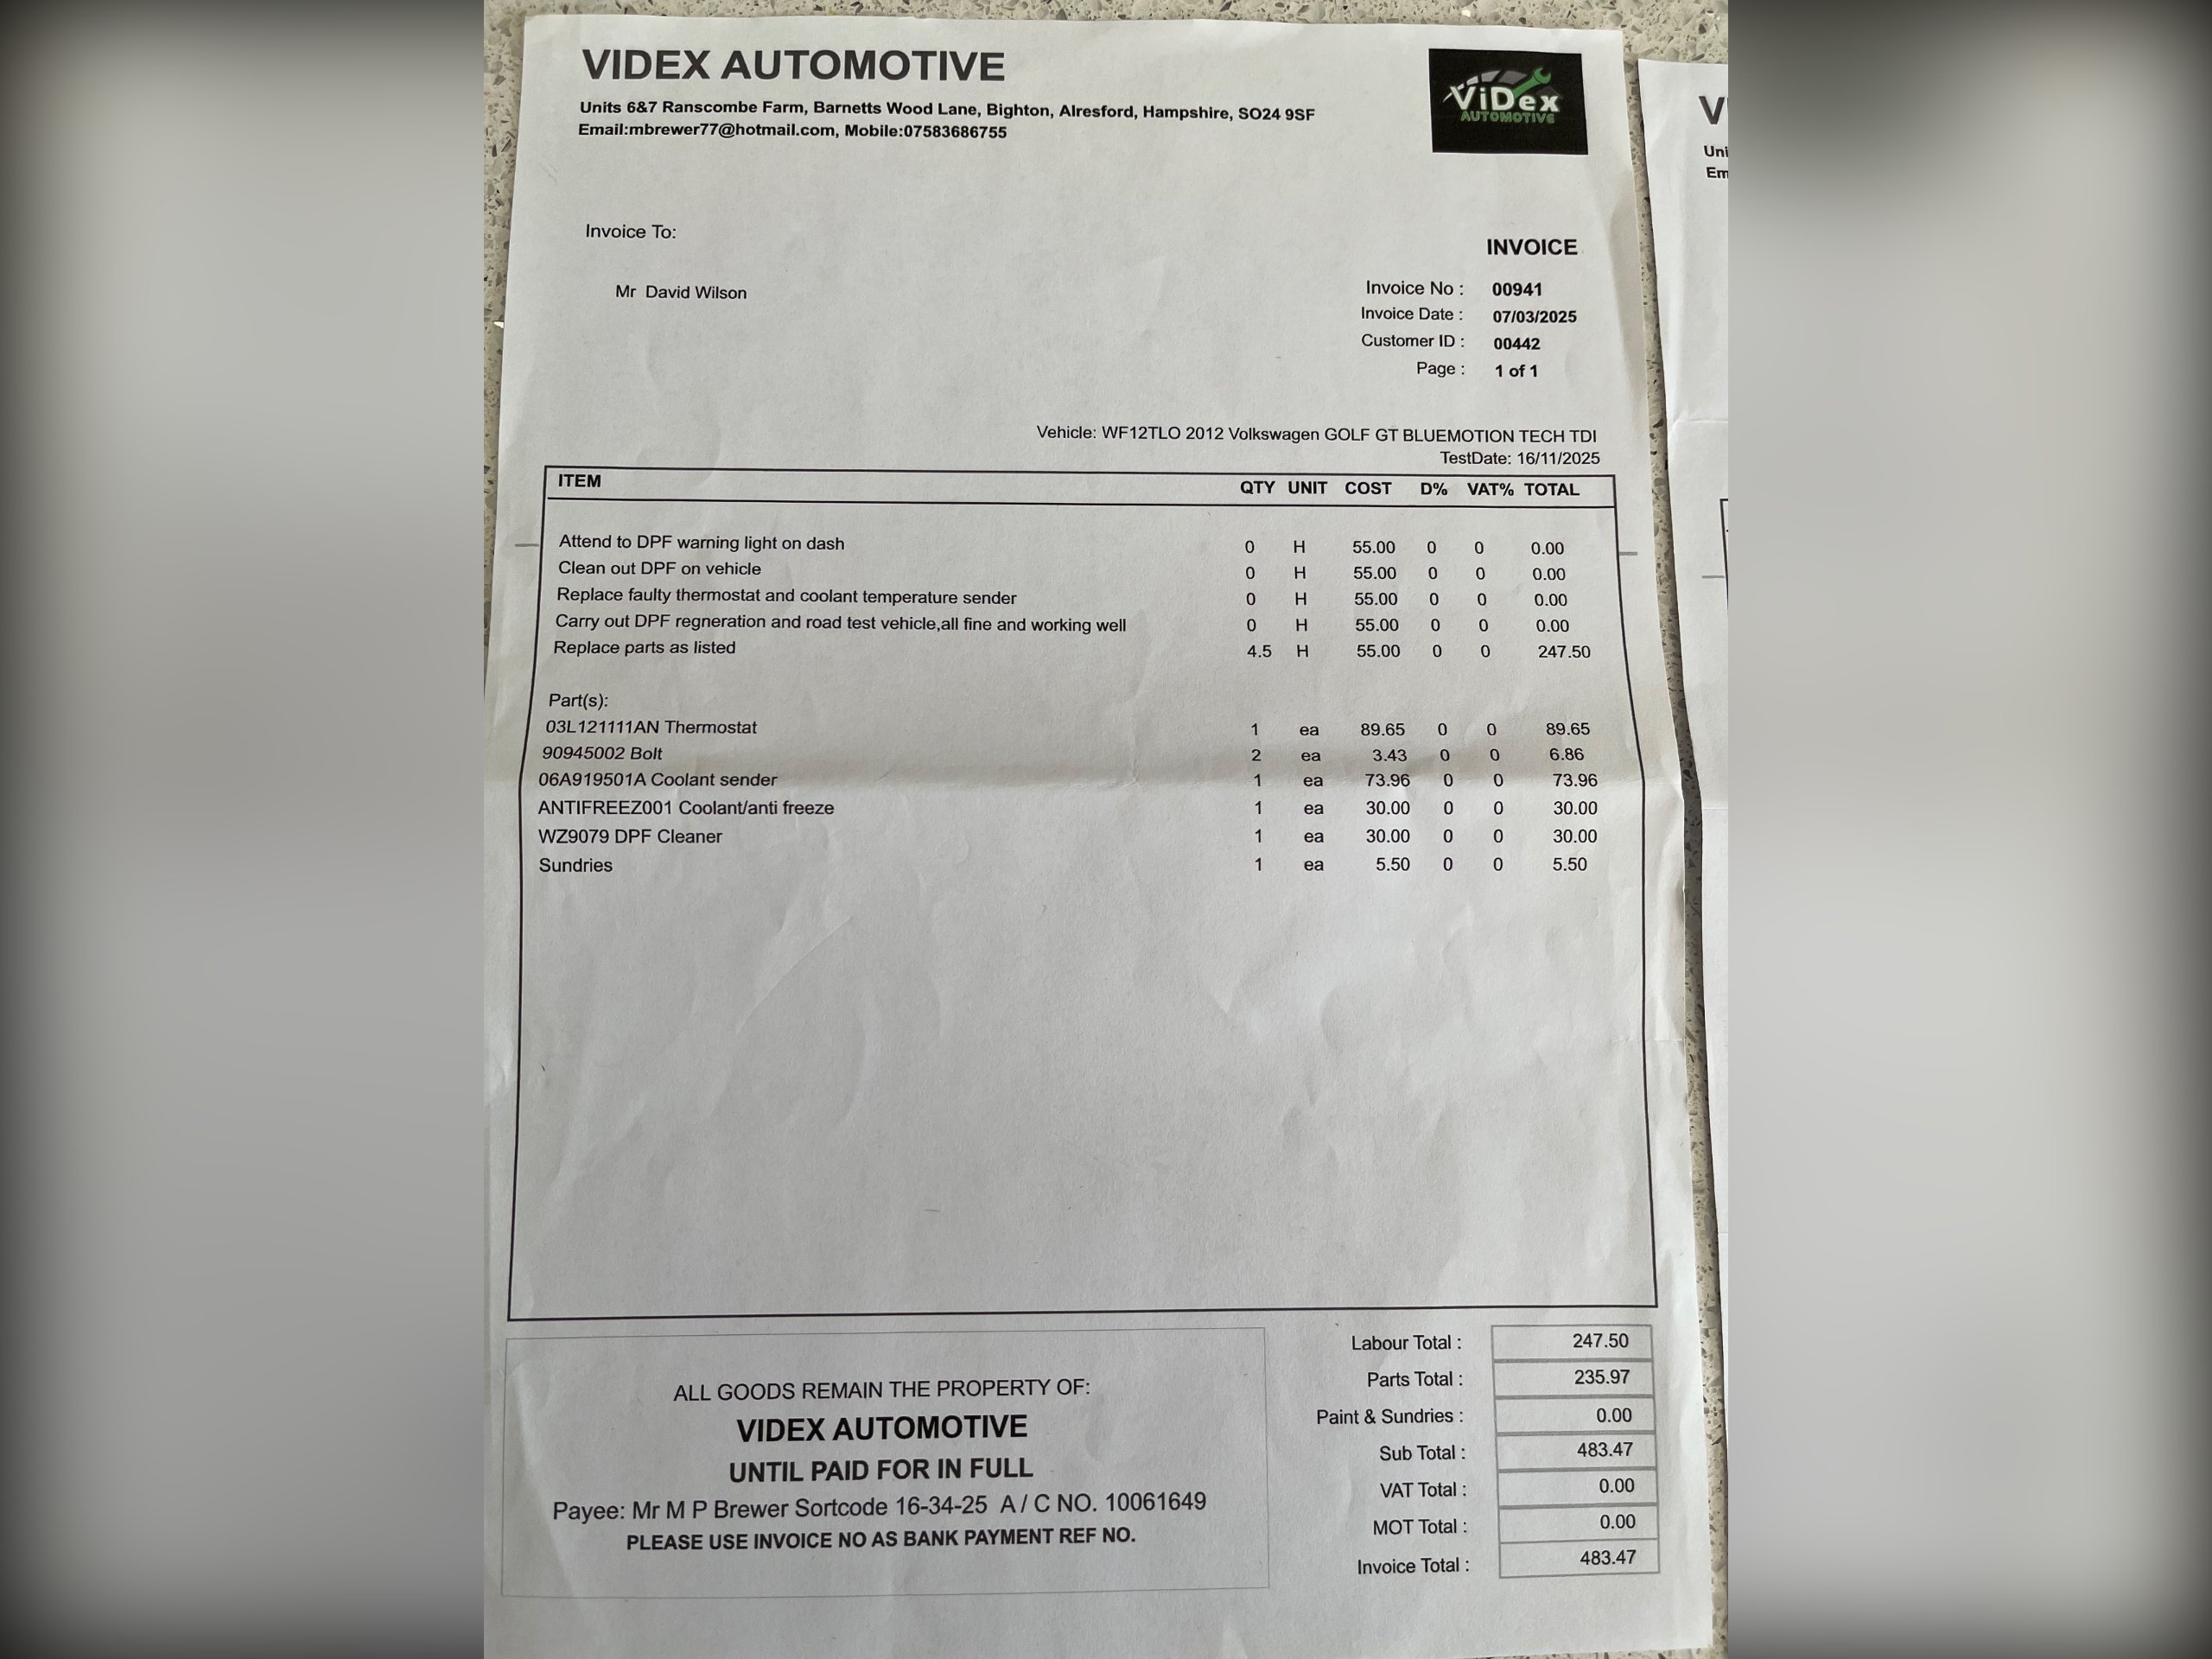 VIDEX AUTOMOTIVE
Units 6&7 Ranscombe Farm, Barnetts Wood Lane, Bighton, Alresford, Hampshire, SO24 9SF
Email:mbrewer77@hotmail.com, Mobile:07583686755
ViDex
AUTOMOTIVE
Invoice To:
Mr David Wilson
INVOICE
Invoice No : 00941
Invoice Date : 07/03/2025
Customer ID : 00442
Page : 1 of 1
Vehicle: WF12TLO 2012 Volkswagen GOLF GT BLUEMOTION TECH TDI
TestDate: 16/11/2025
ITEM QTY UNIT COST D% VAT% TOTAL
Attend to DPF warning light on dash 0 H 55.00 0 0 0.00
Clean out DPF on vehicle 0 H 55.00 0 0 0.00
Replace faulty thermostat and coolant temperature sender 0 H 55.00 0 0 0.00
Carry out DPF regneration and road test vehicle,all fine and working well 0 H 55.00 0 0 0.00
Replace parts as listed 4.5 H 55.00 0 0 247.50
Part(s):
03L121111AN Thermostat 1 ea 89.65 0 0 89.65
90945002 Bolt 2 ea 3.43 0 0 6.86
06A919501A Coolant sender 1 ea 73.96 0 0 73.96
ANTIFREEZ001 Coolant/anti freeze 1 ea 30.00 0 0 30.00
WZ9079 DPF Cleaner 1 ea 30.00 0 0 30.00
Sundries 1 ea 5.50 0 0 5.50
ALL GOODS REMAIN THE PROPERTY OF:
VIDEX AUTOMOTIVE
UNTIL PAID FOR IN FULL
Payee: Mr M P Brewer Sortcode 16-34-25 A / C NO. 10061649
PLEASE USE INVOICE NO AS BANK PAYMENT REF NO.
Labour Total : 247.50
Parts Total : 235.97
Paint & Sundries : 0.00
Sub Total : 483.47
VAT Total : 0.00
MOT Total : 0.00
Invoice Total : 483.47
V
Uni
Em